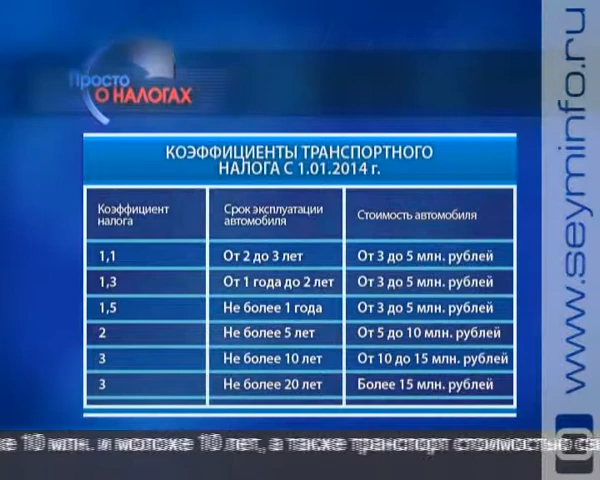 Просто
О НАЛОГАХ
КОЭФФИЦИЕНТЫ ТРАНСПОРТНОГО
НАЛОГА С 1.01.2014 г.
Коэффициент налога Срок эксплуатации автомобиля Стоимость автомобиля
1,1 От 2 до 3 лет От 3 до 5 млн. рублей
1,3 От 1 года до 2 лет От 3 до 5 млн. рублей
1,5 Не более 1 года От 3 до 5 млн. рублей
2 Не более 5 лет От 5 до 10 млн. рублей
3 Не более 10 лет От 10 до 15 млн. рублей
3 Не более 20 лет Более 15 млн. рублей
10 млн. и моложе 10 лет, а также транспорт стоимостью
www.seyminfo.ru